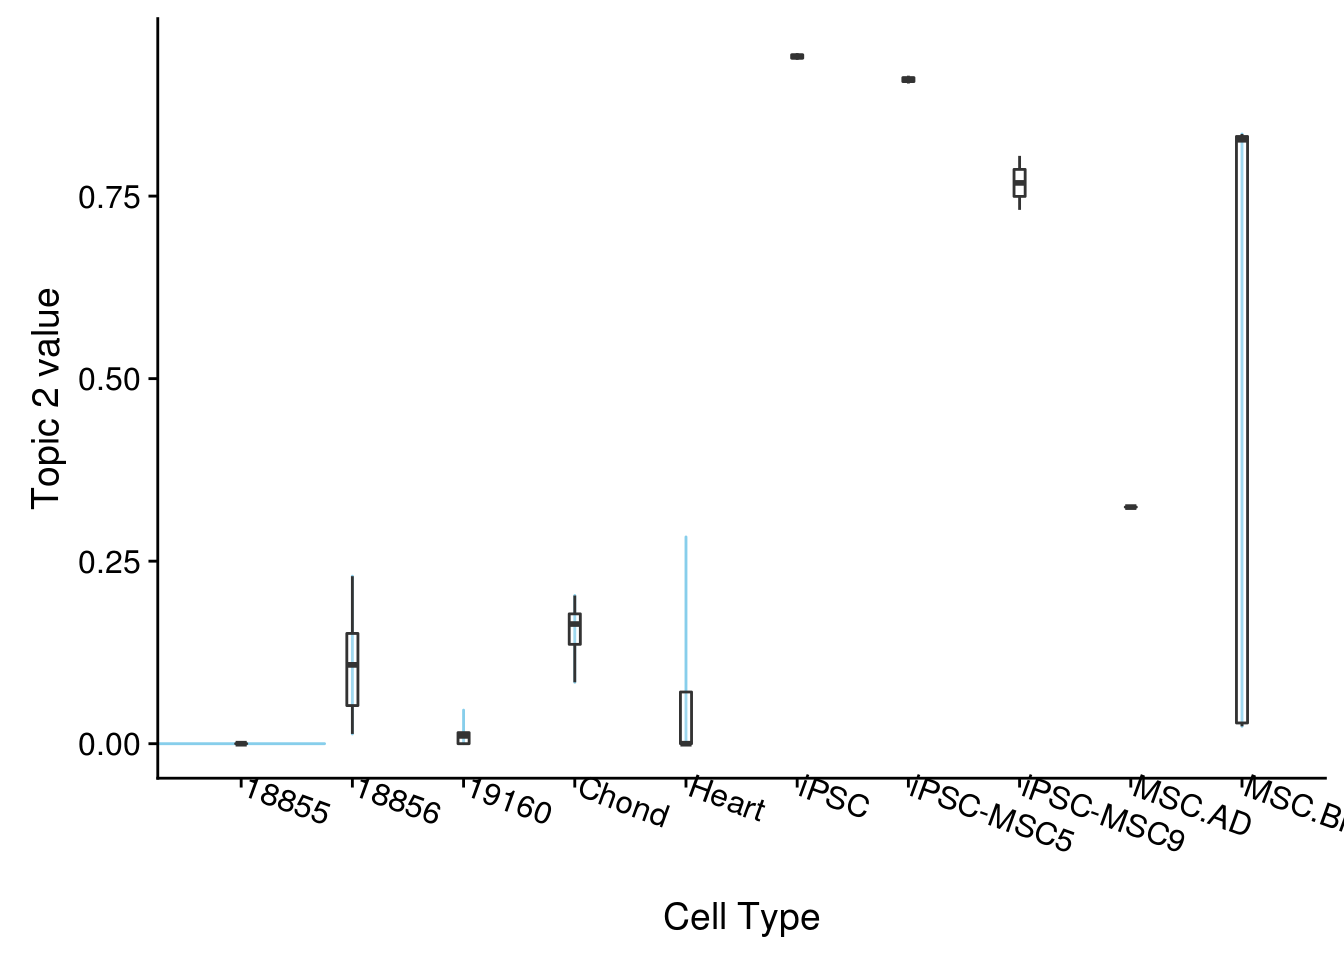 Topic 2 value
0.75
0.50
0.25
0.00
18855
18856
19160
Chond
Heart
iPSC
iPSC-MSC5
iPSC-MSC9
MSC.AD
Cell Type